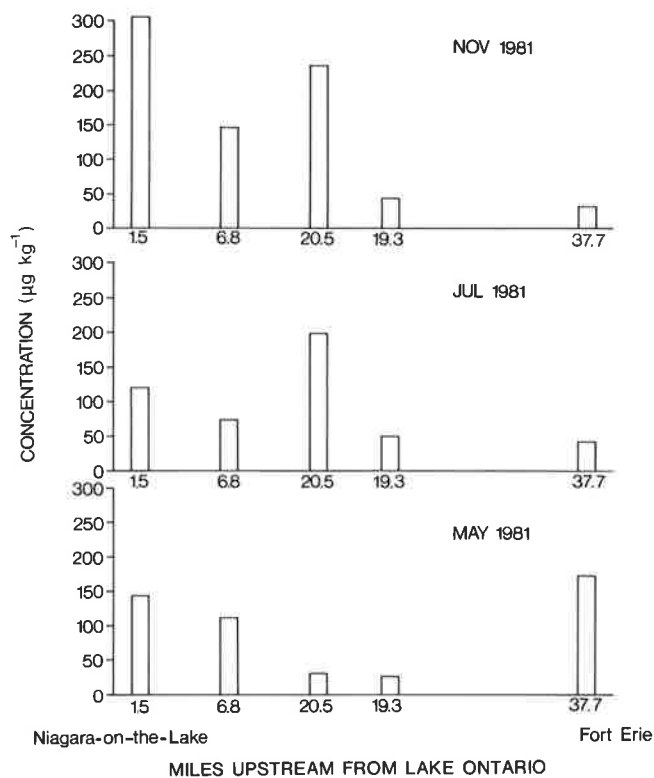 300
250
200
150
100
50
0
NOV 1981
1.5 6.8 20.5 19.3 37.7
CONCENTRATION (µg kg⁻¹)
300
250
200
150
100
50
0
JUL 1981
1.5 6.8 20.5 19.3 37.7
300
250
200
150
100
50
0
MAY 1981
1.5 6.8 20.5 19.3 37.7
Niagara-on-the-Lake Fort Erie
MILES UPSTREAM FROM LAKE ONTARIO